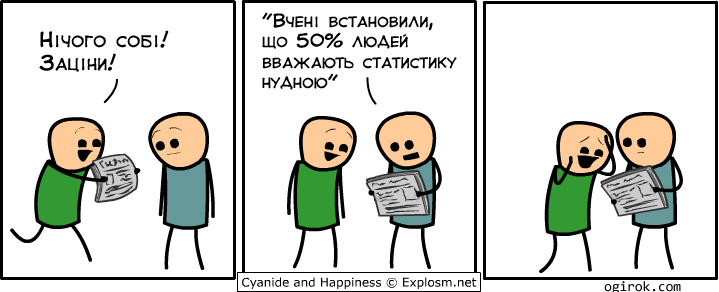 Нічого собі!
Заціни!
"Вчені встановили,
що 50% людей
вважають статистику
нудною"
Cyanide and Happiness © Explosm.net
ogirok.com